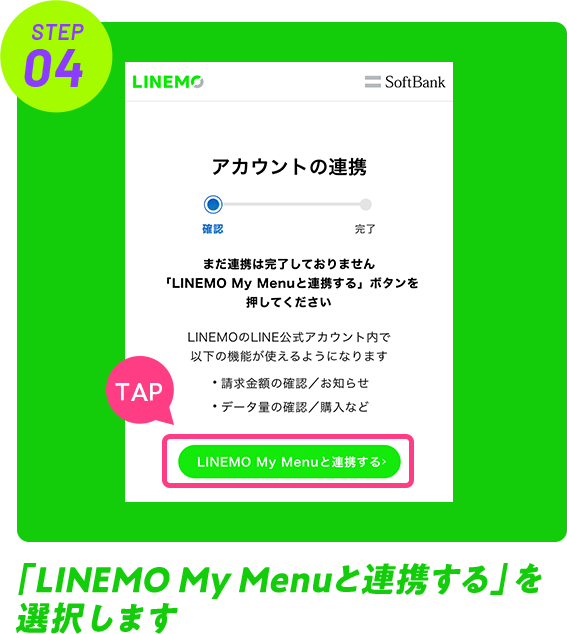 STEP
04
LINEMO
SoftBank
アカウントの連携
確認
完了
まだ連携は完了しておりません
「LINEMO My Menuと連携する」ボタンを
押してください
LINEMOのLINE公式アカウント内で
以下の機能が使えるようになります
・請求金額の確認／お知らせ
・データ量の確認／購入など
TAP
LINEMO My Menuと連携する›
「LINEMO My Menuと連携する」を
選択します